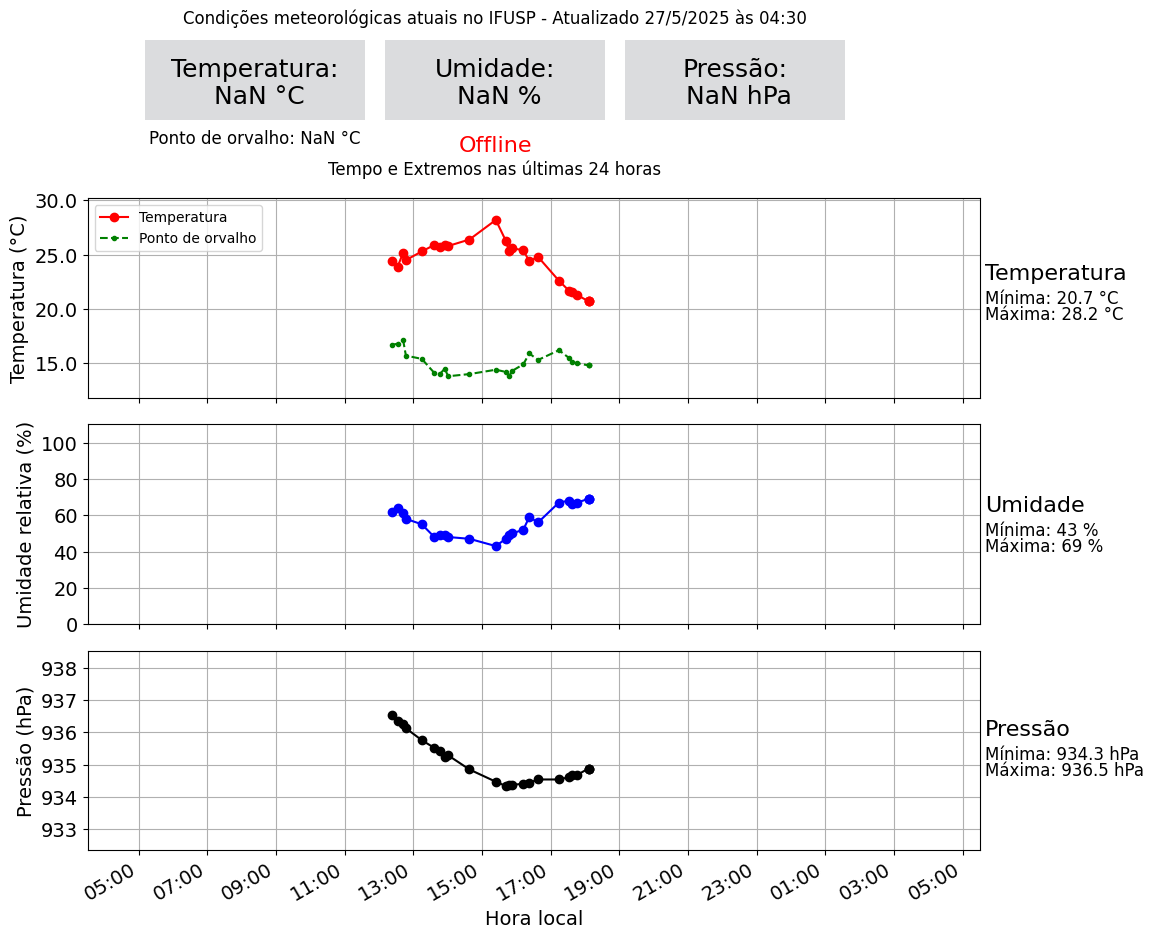 Condições meteorológicas atuais no IFUSP - Atualizado 27/5/2025 às 04:30
Temperatura:
NaN °C
Umidade:
NaN %
Pressão:
NaN hPa
Ponto de orvalho: NaN °C
Offline
Tempo e Extremos nas últimas 24 horas
Temperatura (°C)
30.0
25.0
20.0
15.0
Temperatura
Ponto de orvalho
Temperatura
Mínima: 20.7 °C
Máxima: 28.2 °C
Umidade relativa (%)
100
80
60
40
20
0
Umidade
Mínima: 43 %
Máxima: 69 %
Pressão (hPa)
938
937
936
935
934
933
Pressão
Mínima: 934.3 hPa
Máxima: 936.5 hPa
05:00
07:00
09:00
11:00
13:00
15:00
17:00
19:00
21:00
23:00
01:00
03:00
05:00
Hora local